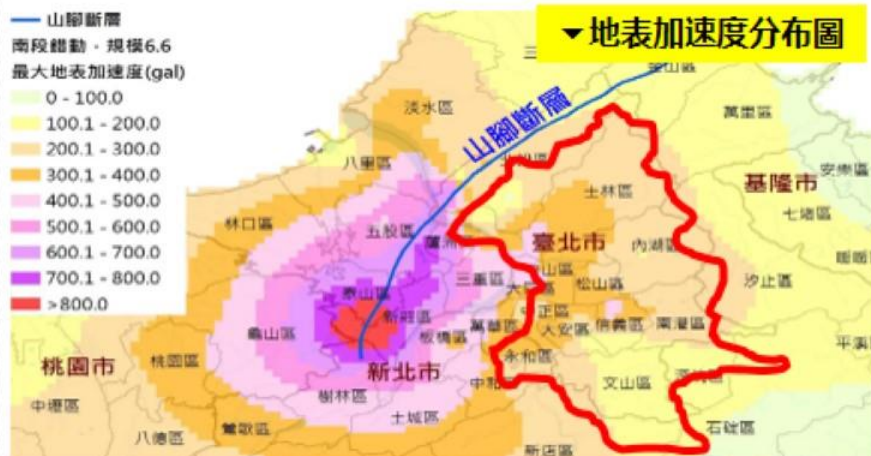 山腳斷層
南段錯動，規模6.6
最大地表加速度(gal)
0 - 100.0
100.1 - 200.0
200.1 - 300.0
300.1 - 400.0
400.1 - 500.0
500.1 - 600.0
600.1 - 700.0
700.1 - 800.0
>800.0
▼地表加速度分布圖
金山區
淡水區
山腳斷層
萬里區
八里區
士林區
基隆市
安樂區
七堵區
林口區
五股區
臺北市
內湖區
暖暖
三重區
松山區
汐止區
泰山區
新莊區
板橋區
萬華
中正區
大安區
信義區
南港區
龜山區
永和區
平溪
桃園市
桃園區
新北市
中和
文山區
中壢區
樹林區
土城區
石碇區
八德區
鶯歌區
新店區